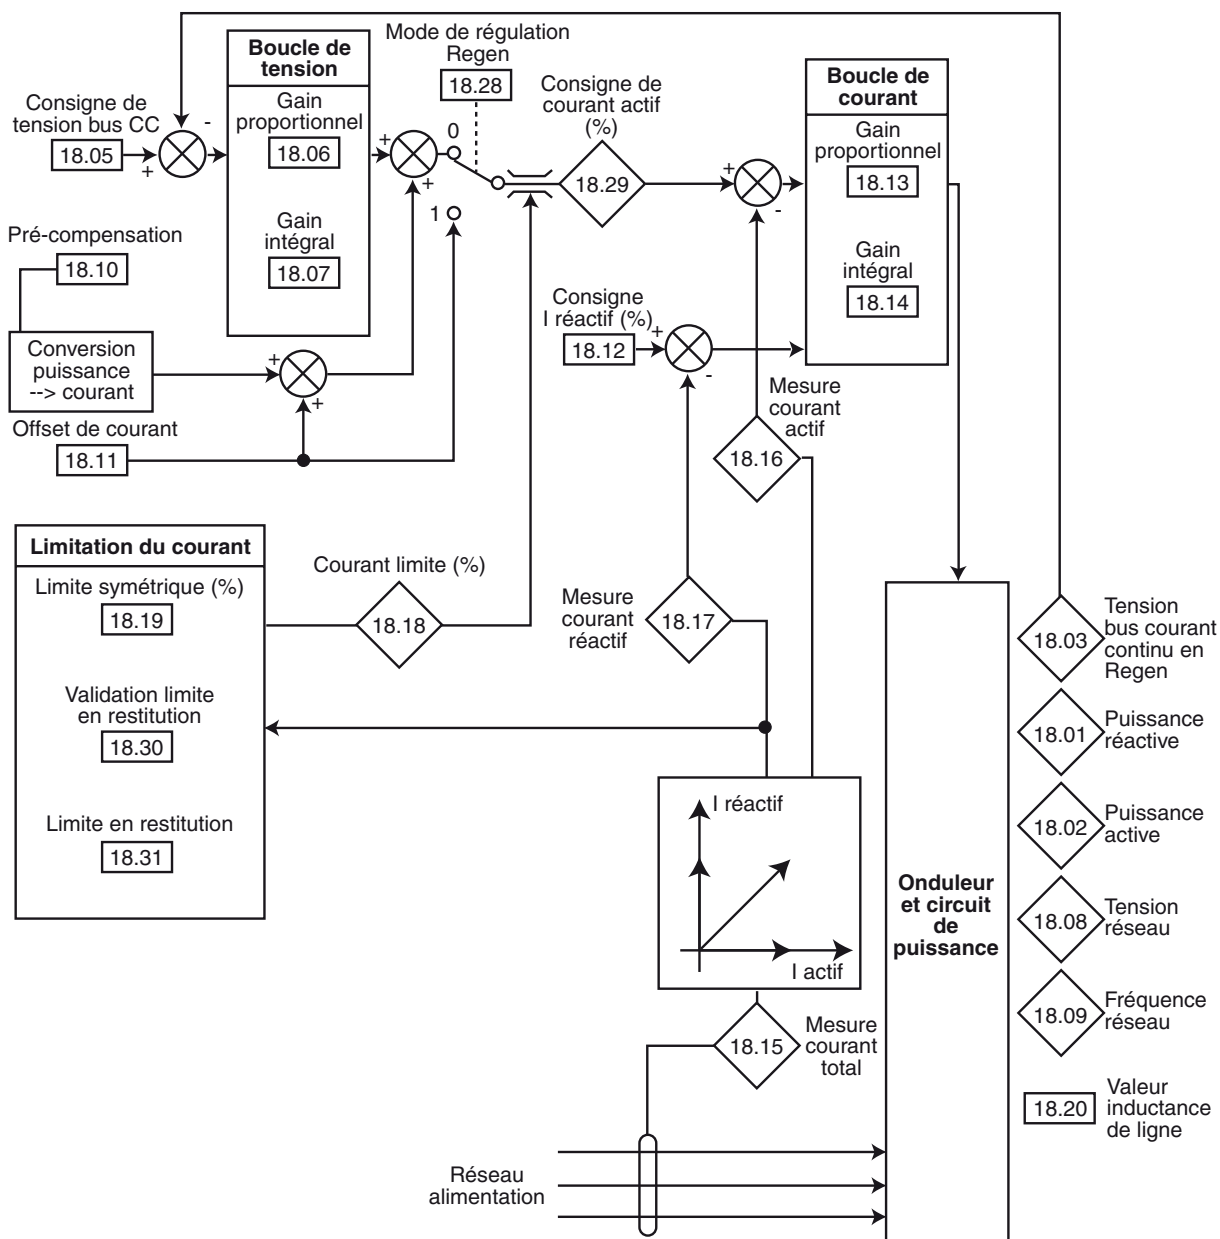 Boucle de
tension
Gain
proportionnel
18.06
Gain
intégral
18.07
Mode de régulation
Regen
18.28
Consigne de
courant actif
(%)
18.29
Boucle de
courant
Gain
proportionnel
18.13
Gain
intégral
18.14
Consigne de
tension bus CC
18.05
+
-
+
+
0
1
+
-
Pré-compensation
18.10
Conversion
puissance
--> courant
+
+
Offset de courant
18.11
Consigne
I réactif (%)
18.12
+
-
Mesure
courant
actif
18.16
Limitation du courant
Limite symétrique (%)
18.19
Validation limite
en restitution
18.30
Limite en restitution
18.31
Courant limite (%)
18.18
Mesure
courant
réactif
18.17
I réactif
I actif
18.15
Mesure
courant
total
Onduleur
et circuit
de
puissance
18.03
Tension
bus courant
continu en
Regen
18.01
Puissance
réactive
18.02
Puissance
active
18.08
Tension
réseau
18.09
Fréquence
réseau
18.20
Valeur
inductance
de ligne
Réseau
alimentation